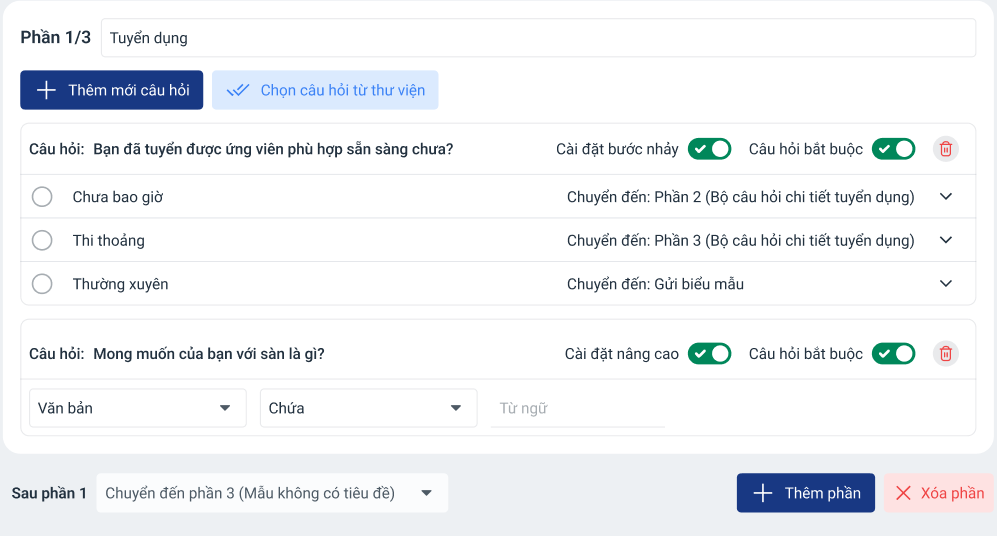 Phần 1/3 Tuyển dụng
Thêm mới câu hỏi Chọn câu hỏi từ thư viện
Câu hỏi: Bạn đã tuyển được ứng viên phù hợp sẵn sàng chưa? Cài đặt bước nhảy Câu hỏi bắt buộc
Chưa bao giờ Chuyển đến: Phần 2 (Bộ câu hỏi chi tiết tuyển dụng)
Thi thoảng Chuyển đến: Phần 3 (Bộ câu hỏi chi tiết tuyển dụng)
Thường xuyên Chuyển đến: Gửi biểu mẫu
Câu hỏi: Mong muốn của bạn với sàn là gì? Cài đặt nâng cao Câu hỏi bắt buộc
Văn bản Chứa Từ ngữ
Sau phần 1 Chuyển đến phần 3 (Mẫu không có tiêu đề) Thêm phần Xóa phần